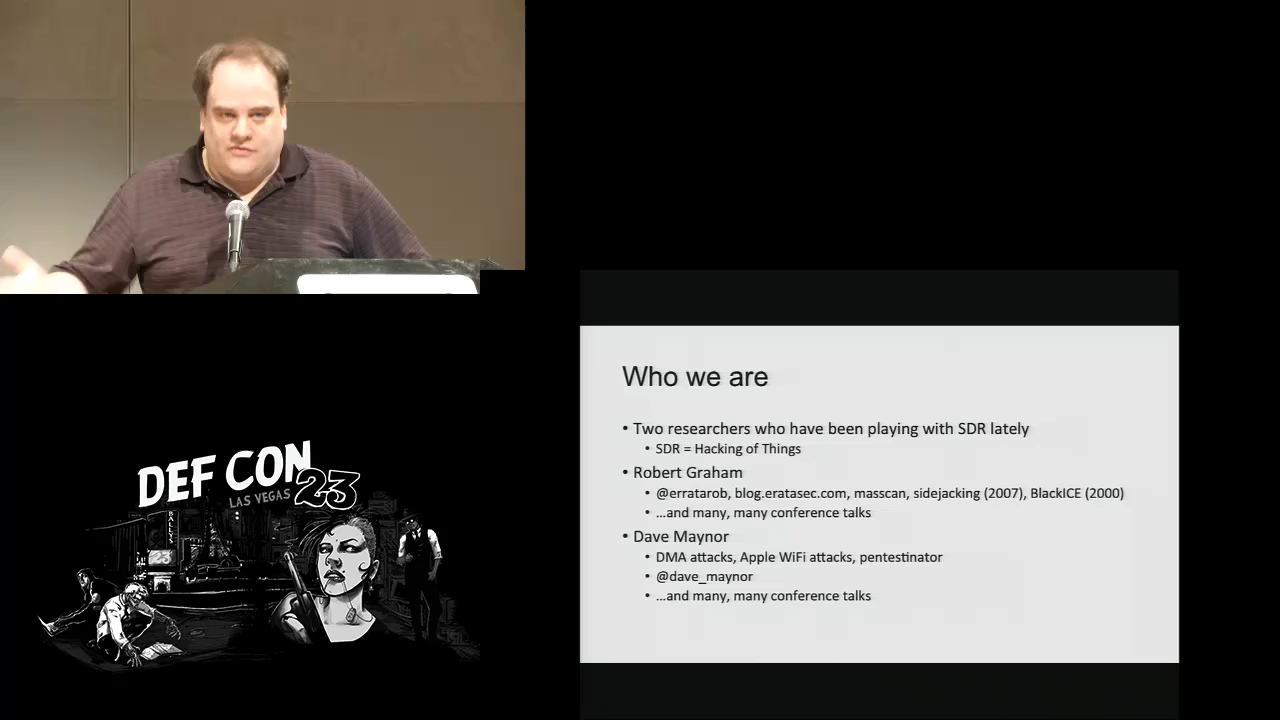 Who we are
• Two researchers who have been playing with SDR lately
• SDR = Hacking of Things
• Robert Graham
• @erratarob, blog.eratasec.com, masscan, sidejacking (2007), BlackICE (2000)
• …and many, many conference talks
• Dave Maynor
• DMA attacks, Apple WiFi attacks, pentestinator
• @dave_maynor
• …and many, many conference talks
DEF CON
LAS VEGAS 23
BALLYS